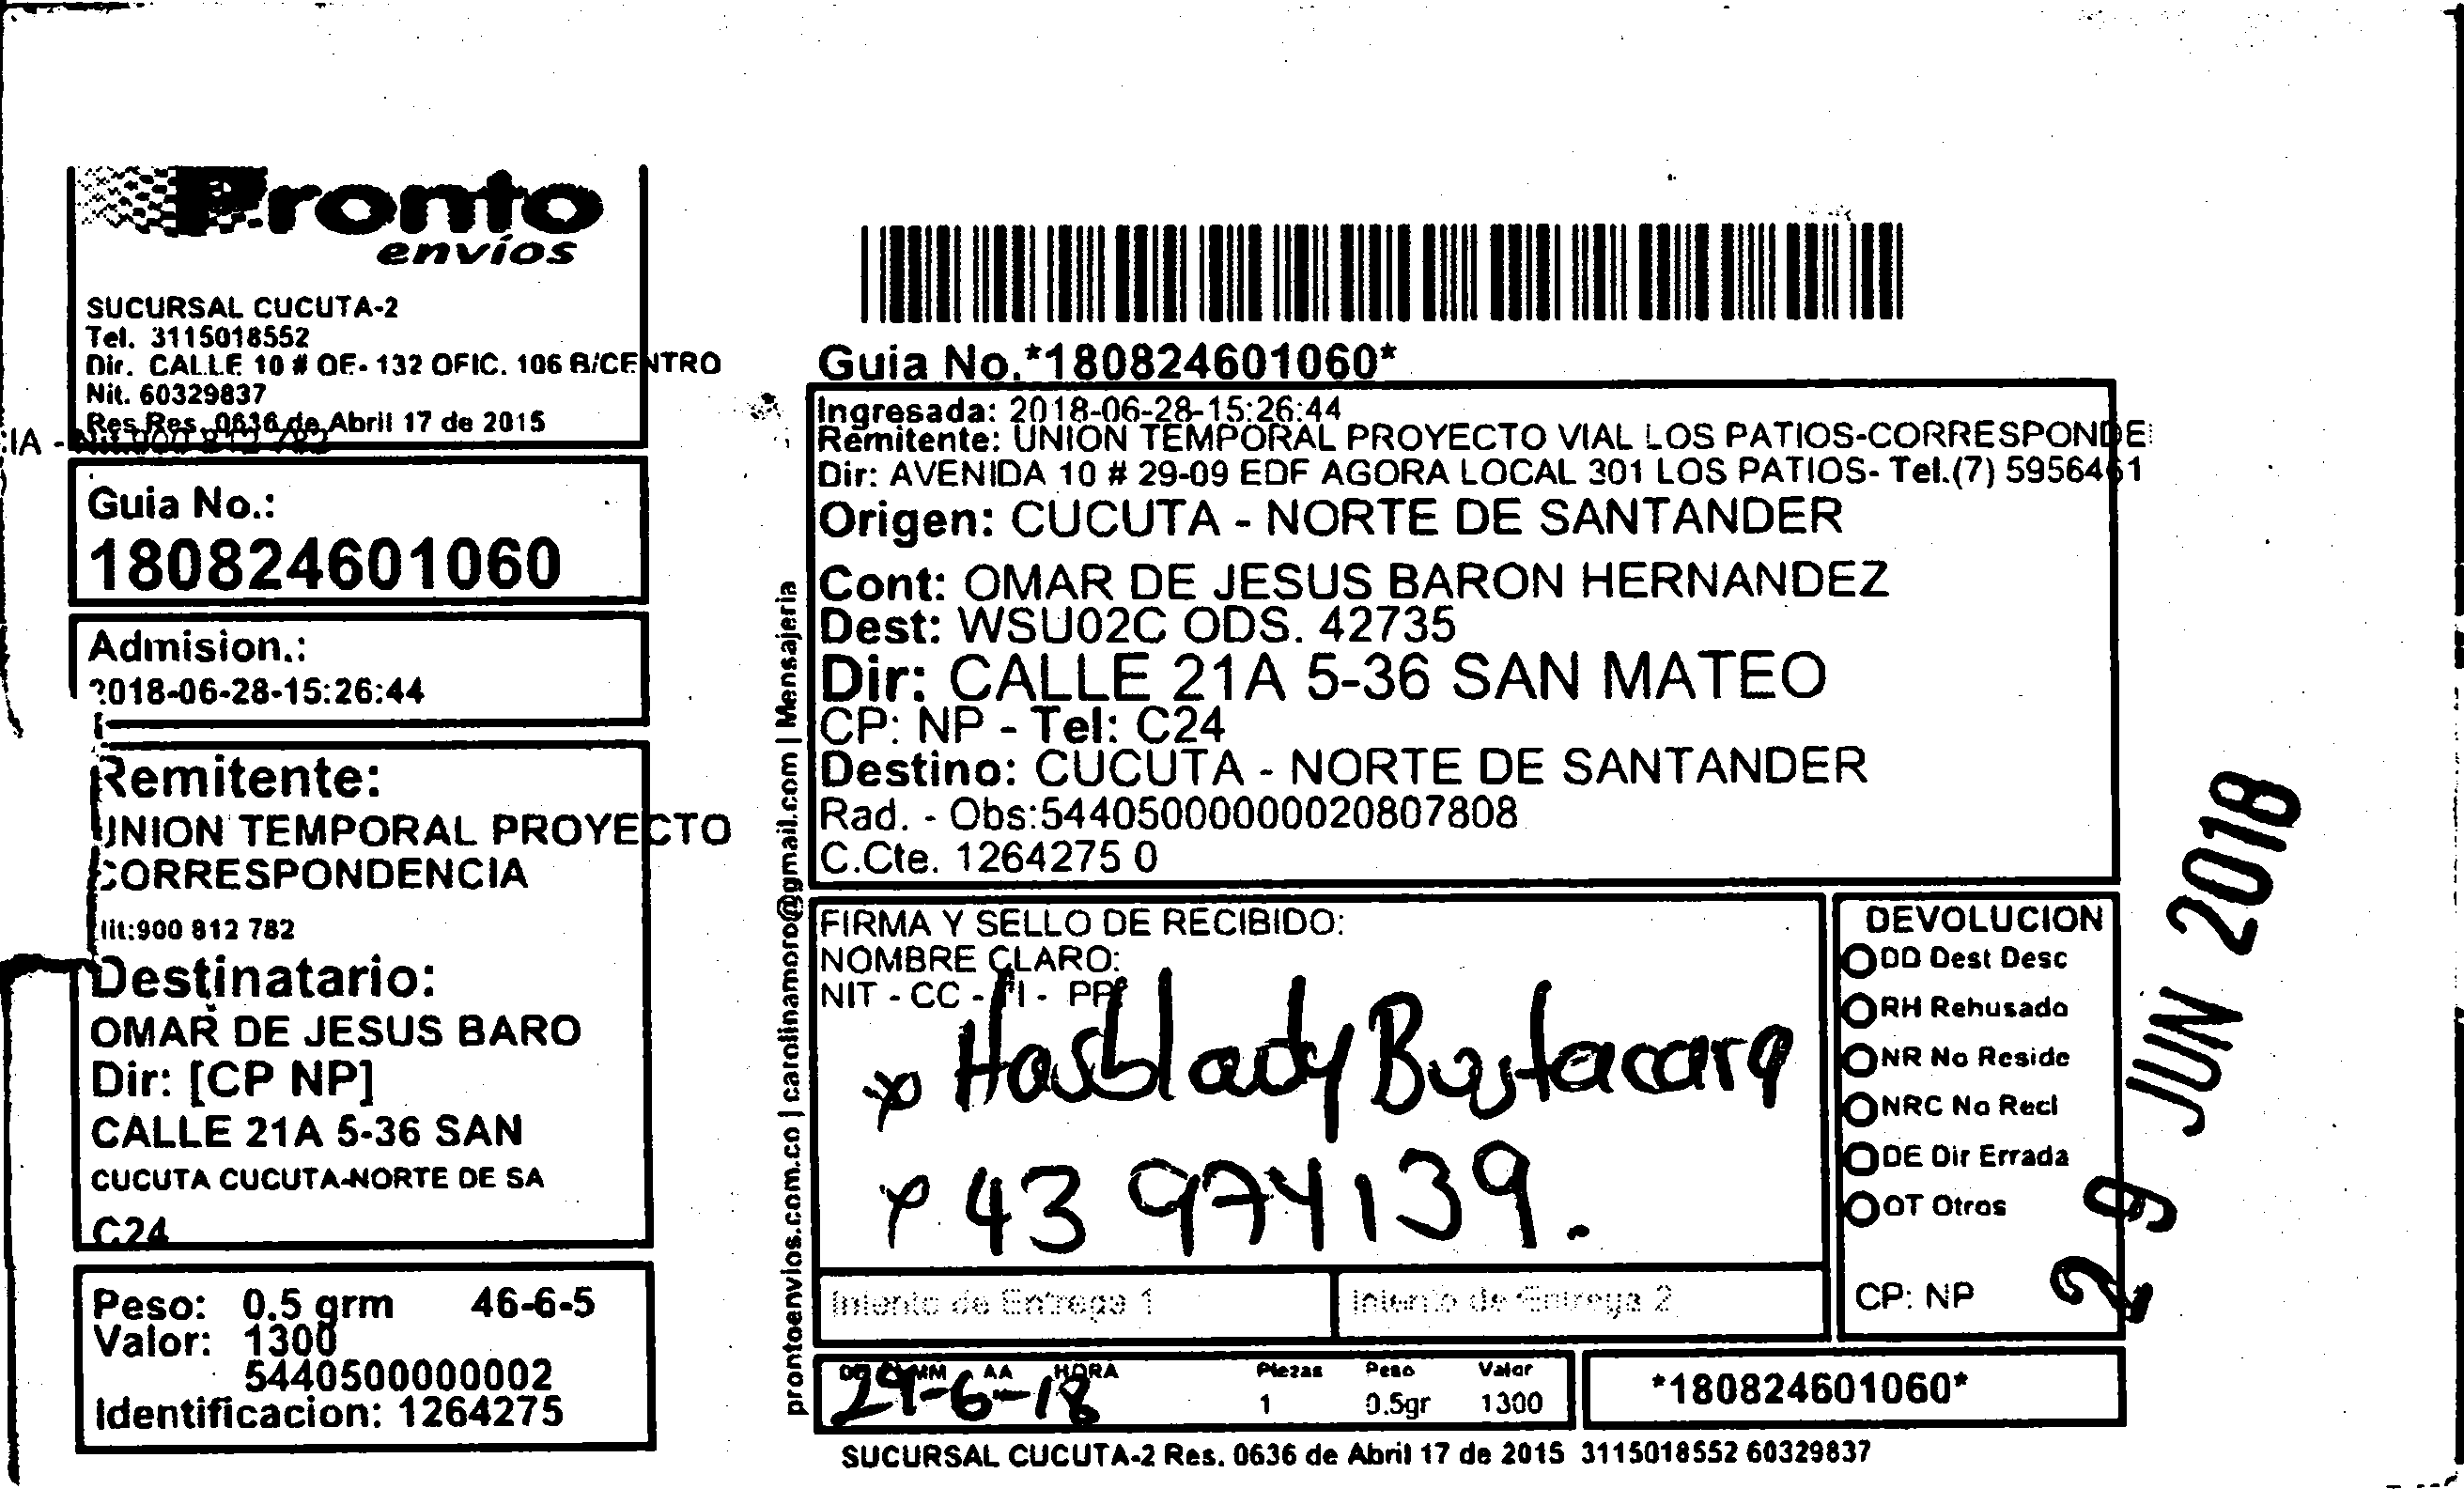 Pronto
envíos
SUCURSAL CUCUTA-2
Tel. 3115018552
Dir. CALLE 10 # OE- 132 OFIC. 106 B/CENTRO
Nit. 60329837
Res.Res. 0636 de Abril 17 de 2015
Guia No.:
180824601060
Admision.:
2018-06-28-15:26:44
Remitente:
UNION TEMPORAL PROYECTO
CORRESPONDENCIA
Nit:900 812 782
Destinatario:
OMAR DE JESUS BARO
Dir: [CP NP]
CALLE 21A 5-36 SAN
CUCUTA CUCUTA-NORTE DE SA
C24
Peso: 0.5 grm 46-6-5
Valor: 1300
5440500000002
Identificacion: 1264275
prontoenvios.com.co | carolinamoro@gmail.com | Mensajeria
Guia No.*180824601060*
Ingresada: 2018-06-28-15:26:44
Remitente: UNION TEMPORAL PROYECTO VIAL LOS PATIOS-CORRESPONDE
Dir: AVENIDA 10 # 29-09 EDF AGORA LOCAL 301 LOS PATIOS- Tel.(7) 5956461
Origen: CUCUTA - NORTE DE SANTANDER
Cont: OMAR DE JESUS BARON HERNANDEZ
Dest: WSU02C ODS. 42735
Dir: CALLE 21A 5-36 SAN MATEO
CP: NP - Tel: C24
Destino: CUCUTA - NORTE DE SANTANDER
Rad. - Obs:544050000000020807808
C.Cte. 1264275 0
FIRMA Y SELLO DE RECIBIDO:
NOMBRE CLARO:
NIT - CC - TI - PP
x Hasblady Bustacara
x 43 974139.
Intento de Entrega 1
Intento de Entrega 2
DEVOLUCION
DD Dest Desc
RH Rehusado
NR No Reside
NRC No Recl
DE Dir Errada
OT Otros
CP: NP
29 JUN 2018
MM AA HORA
29-6-18
Piezas Peso Valor
1 0.5gr 1300
*180824601060*
SUCURSAL CUCUTA-2 Res. 0636 de Abril 17 de 2015 3115018552 60329837